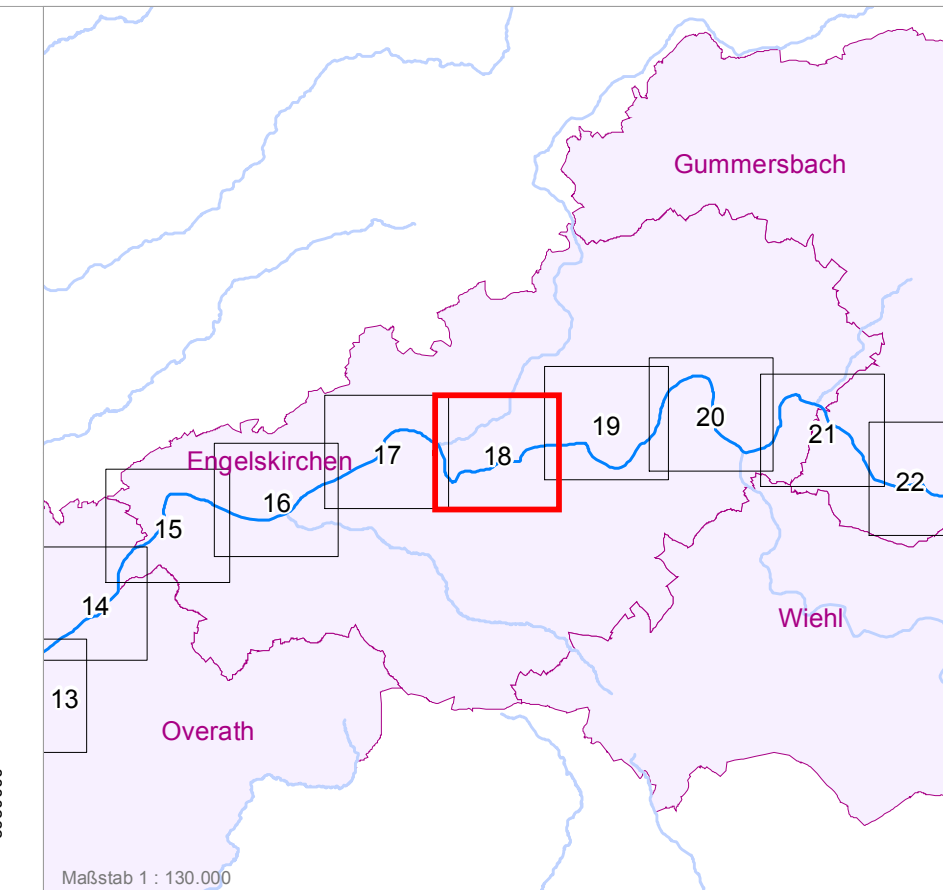 Gummersbach
20
19
21
17
18
Engelskirchen
22
16
15
14
Wiehl
13
Overath
Maßstab 1 : 130.000